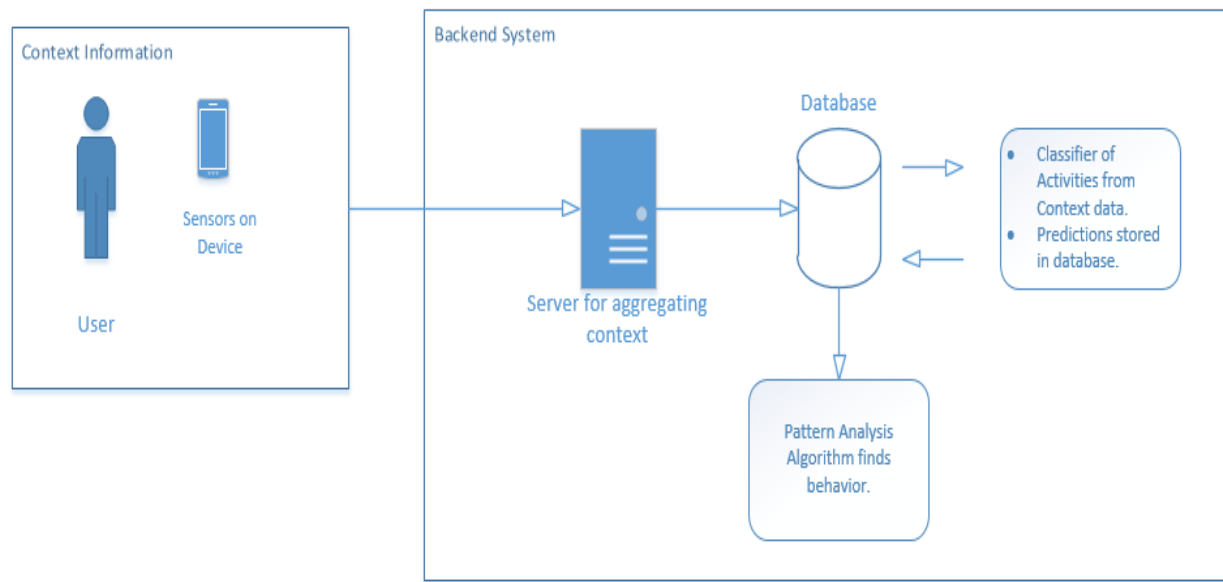 Context Information
Sensors on
Device
User
Backend System
Server for aggregating
context
Database
• Classifier of
Activities from
Context data.
• Predictions stored
in database.
Pattern Analysis
Algorithm finds
behavior.